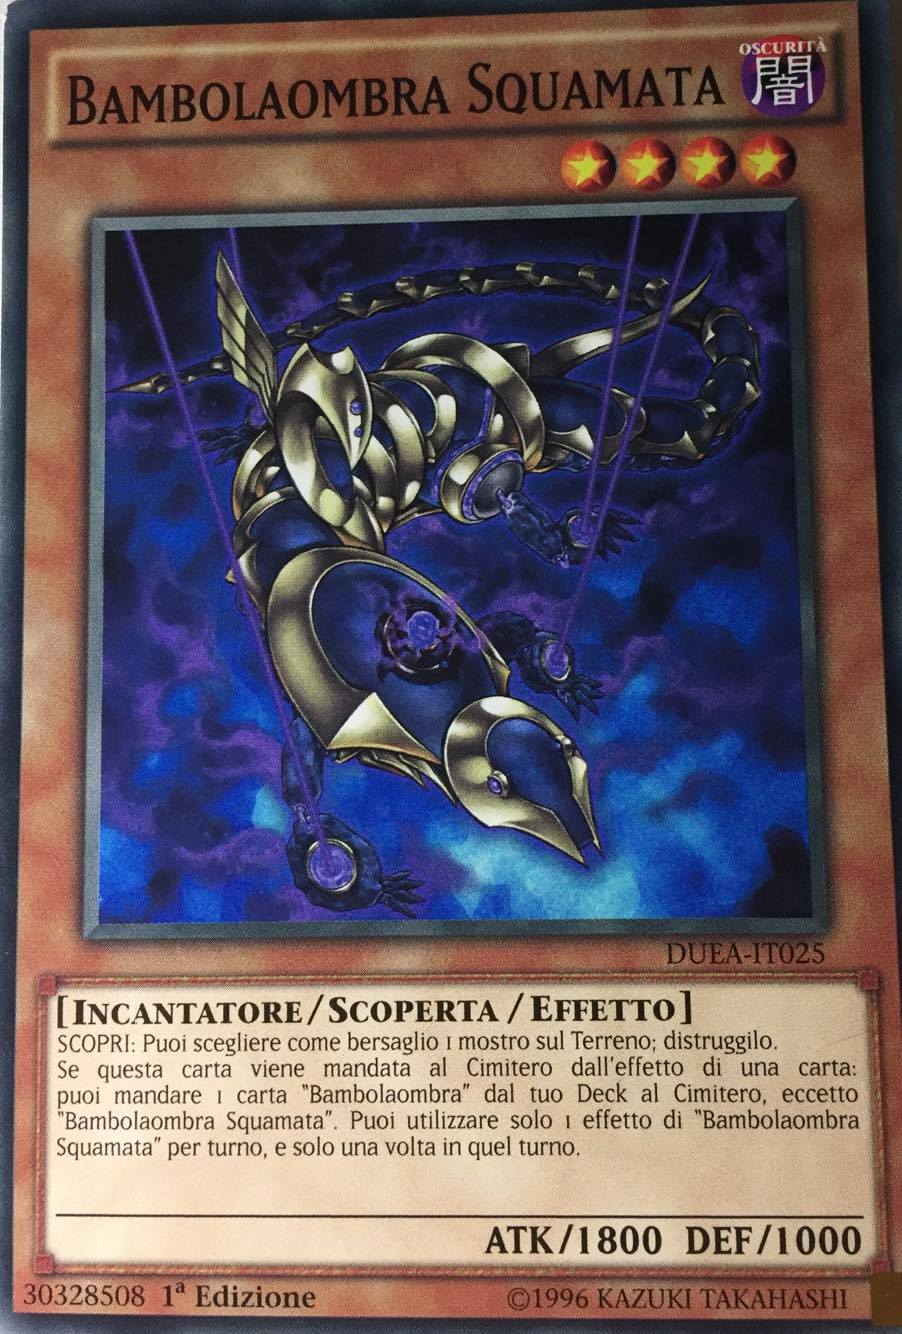 BAMBOLAOMBRA SQUAMATA
OSCURITÀ
闇
DUEA-IT025
[INCANTATORE/SCOPERTA/EFFETTO]
SCOPRI: Puoi scegliere come bersaglio 1 mostro sul Terreno; distruggilo.
Se questa carta viene mandata al Cimitero dall'effetto di una carta:
puoi mandare 1 carta "Bambolaombra" dal tuo Deck al Cimitero, eccetto
"Bambolaombra Squamata". Puoi utilizzare solo 1 effetto di "Bambolaombra
Squamata" per turno, e solo una volta in quel turno.
ATK/1800 DEF/1000
30328508 1ª Edizione
©1996 KAZUKI TAKAHASHI